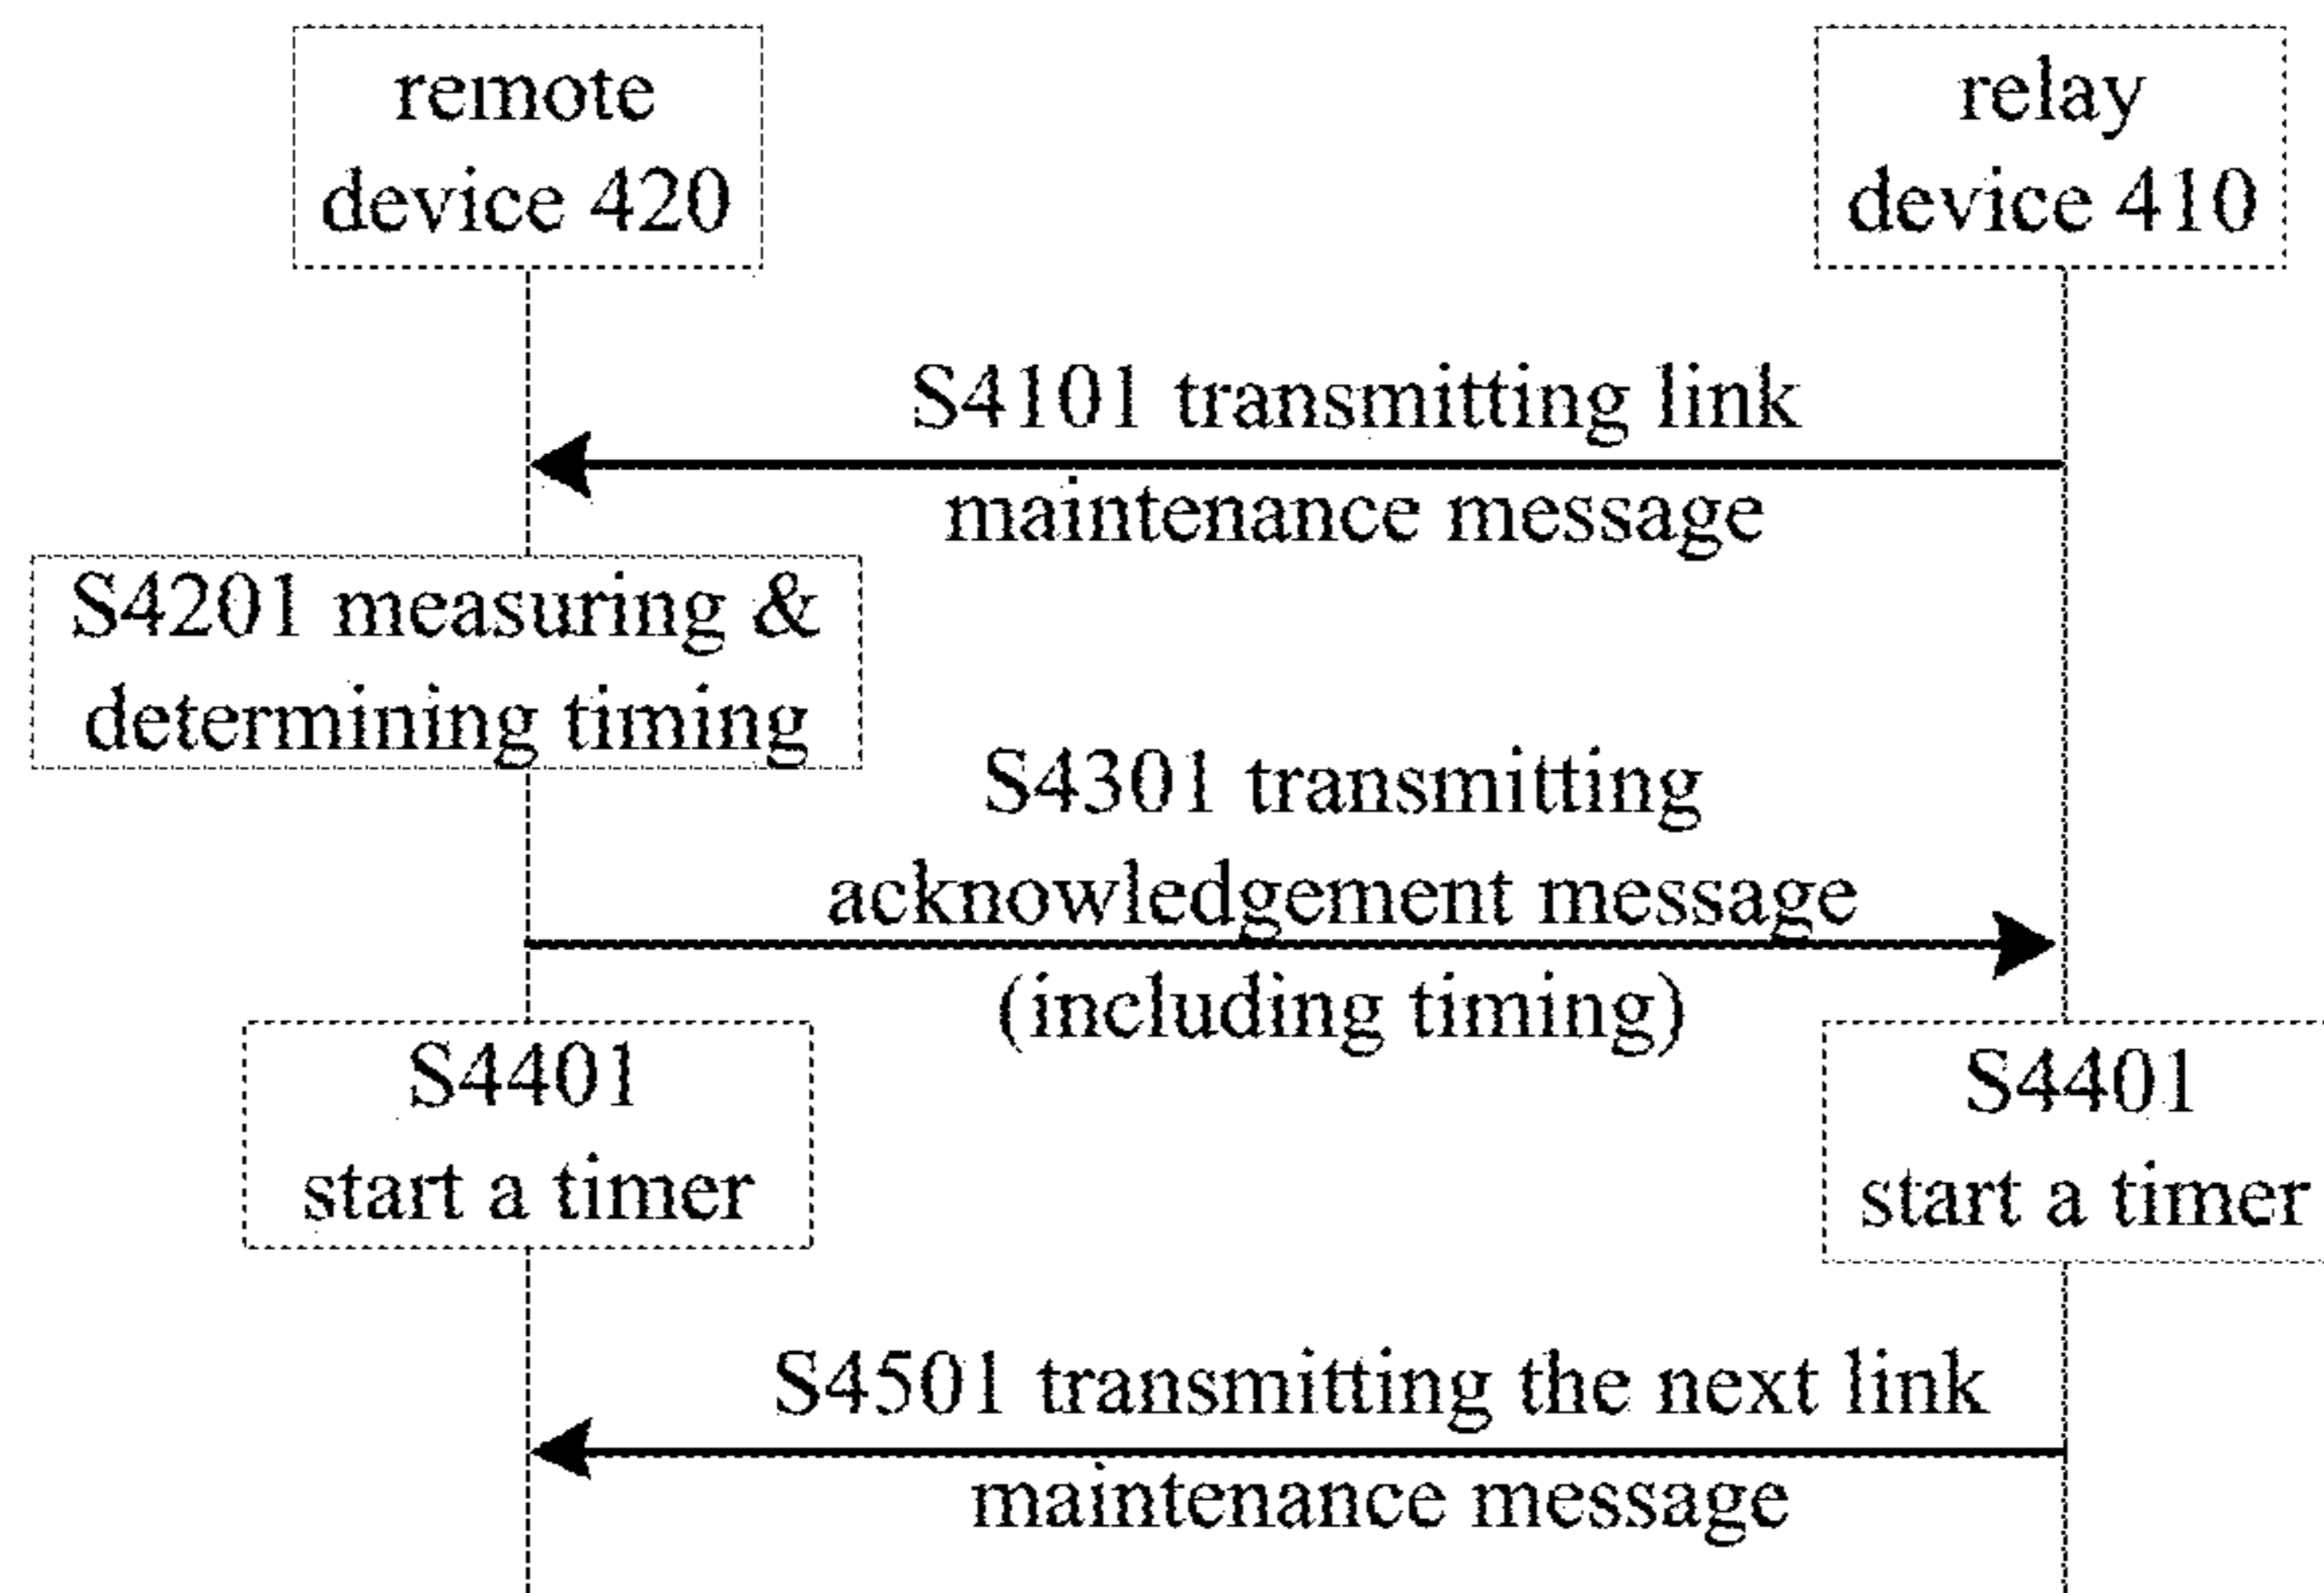 remote
device 420
relay
device 410
S4101 transmitting link
maintenance message
S4201 measuring &
determining timing
S4301 transmitting
acknowledgement message
(including timing)
S4401
start a timer
S4401
start a timer
S4501 transmitting the next link
maintenance message